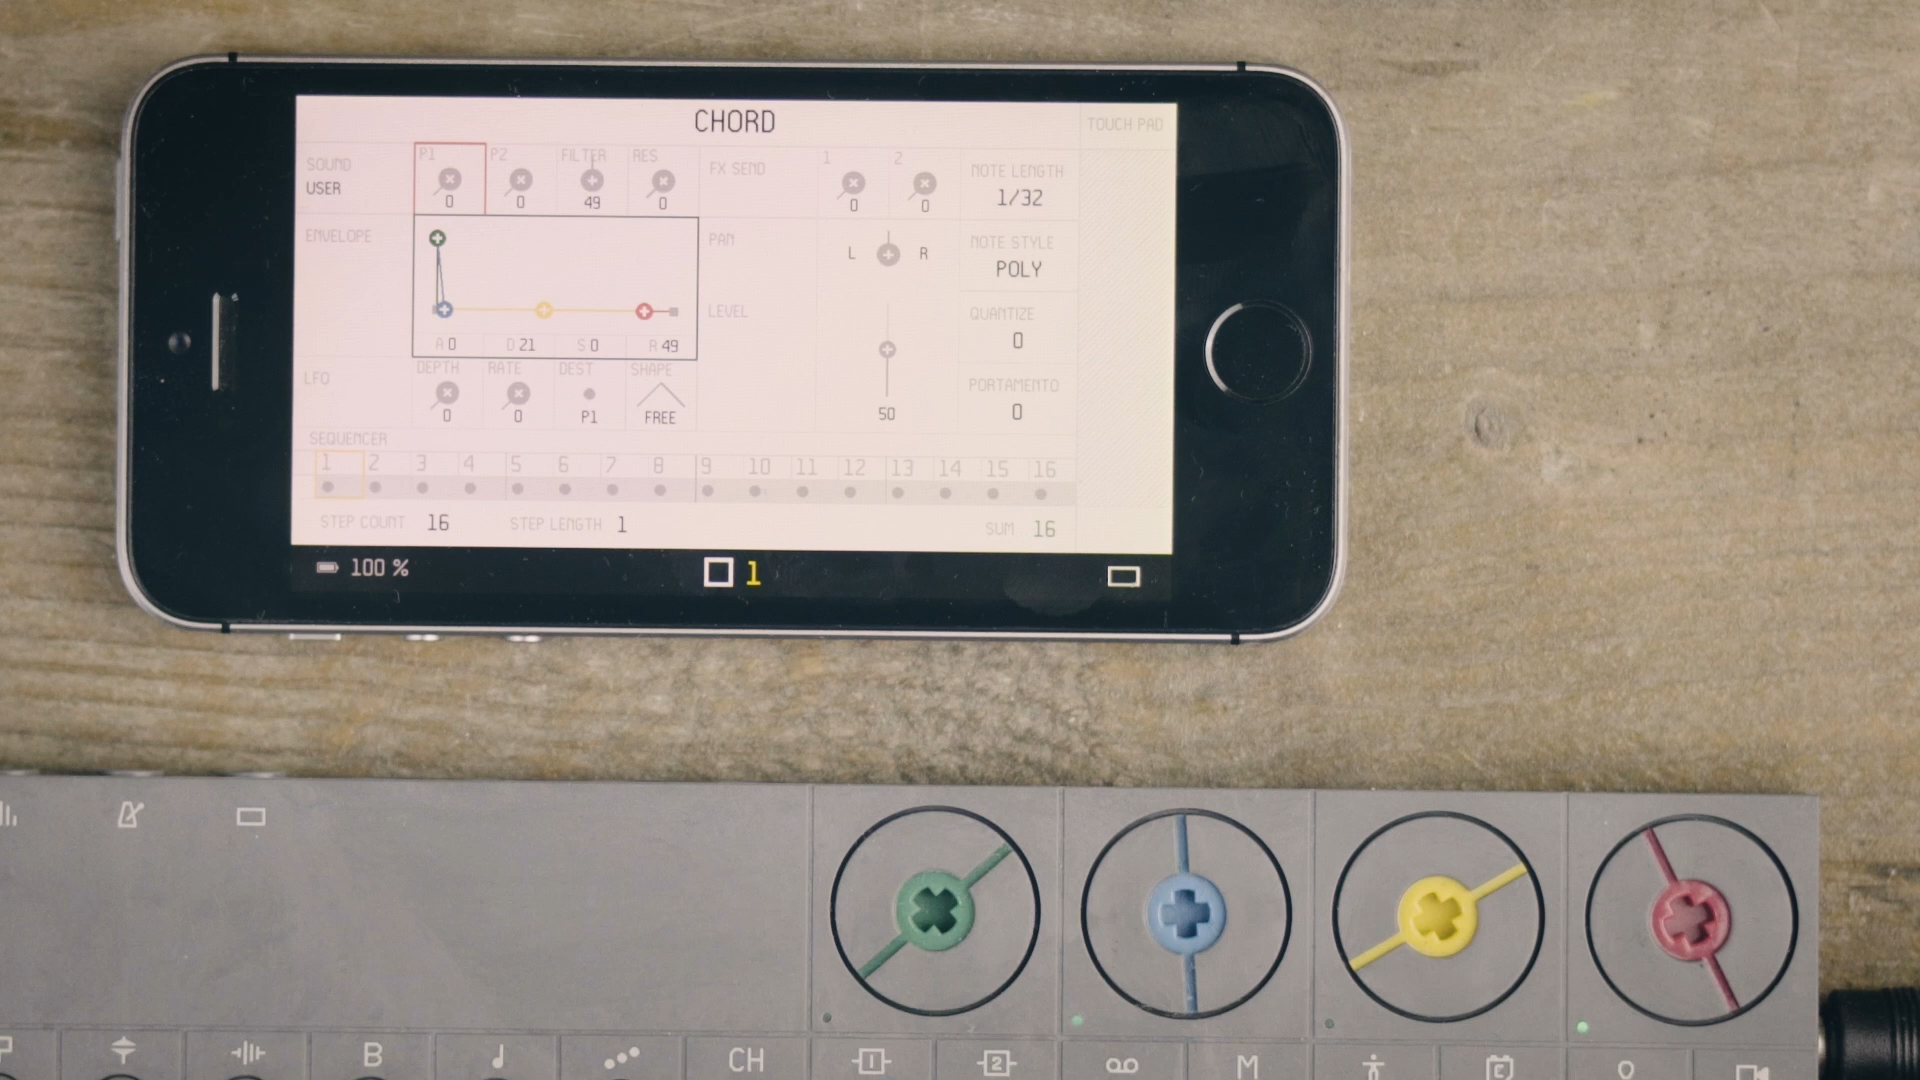 CHORD
TOUCH PAD
SOUND
USER
P1
0
P2
0
FILTER
49
RES
0
FX SEND
1
0
2
0
NOTE LENGTH
1/32
ENVELOPE
A 0 D 21 S 0 R 49
PAN
L R
NOTE STYLE
POLY
LEVEL
50
QUANTIZE
0
PORTAMENTO
0
LFO
DEPTH
0
RATE
0
DEST
P1
SHAPE
FREE
SEQUENCER
1 2 3 4 5 6 7 8 9 10 11 12 13 14 15 16
STEP COUNT 16 STEP LENGTH 1 SUM 16
100 % 1
B CH 1 2 M